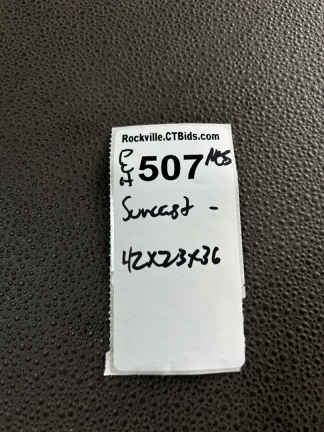 Rockville.CTBids.com
507
Suncast -
42x23x36